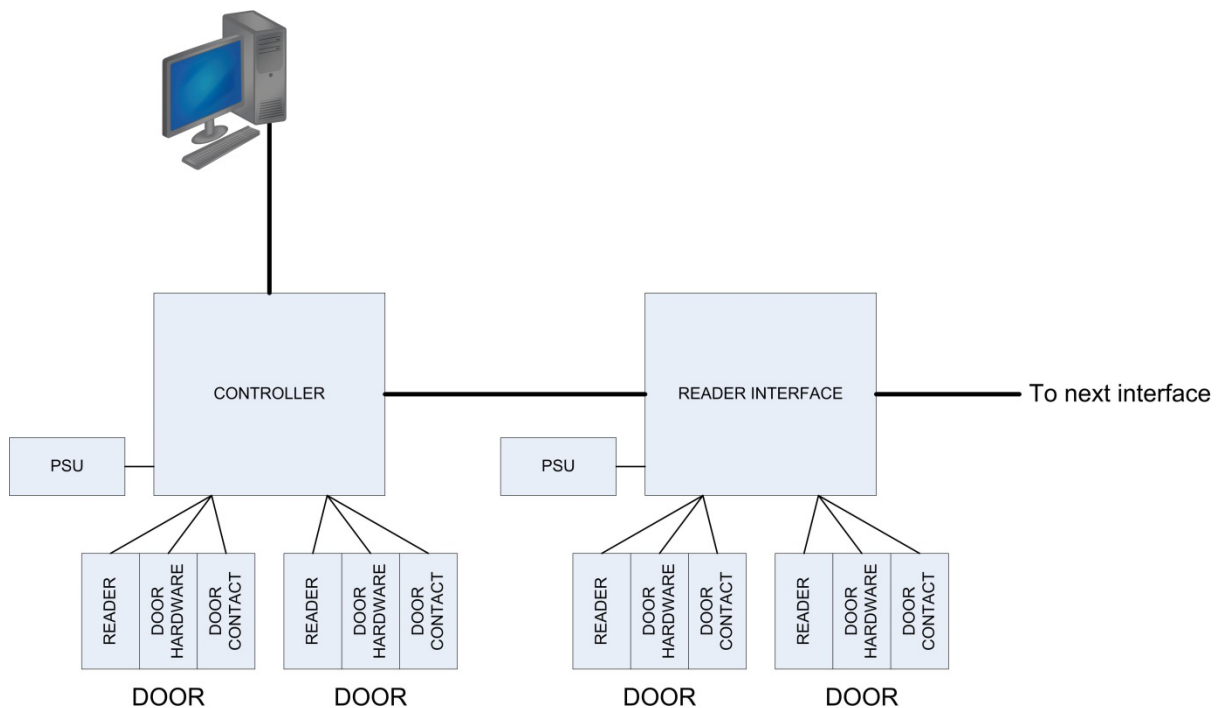 CONTROLLER
READER INTERFACE
To next interface
PSU
PSU
READER
DOOR
HARDWARE
DOOR
CONTACT
READER
DOOR
HARDWARE
DOOR
CONTACT
READER
DOOR
HARDWARE
DOOR
CONTACT
READER
DOOR
HARDWARE
DOOR
CONTACT
DOOR
DOOR
DOOR
DOOR